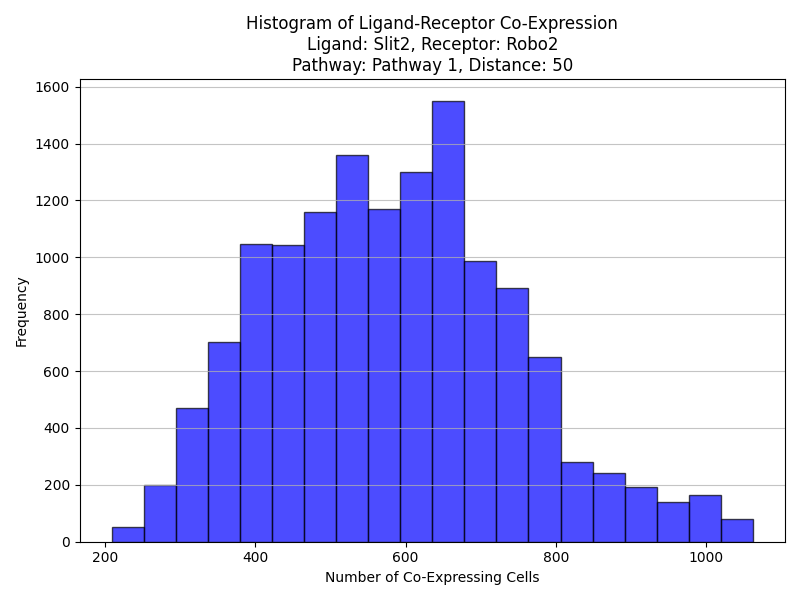 Histogram of Ligand-Receptor Co-Expression
Ligand: Slit2, Receptor: Robo2
Pathway: Pathway 1, Distance: 50
Frequency
1600
1400
1200
1000
800
600
400
200
0
200 400 600 800 1000
Number of Co-Expressing Cells